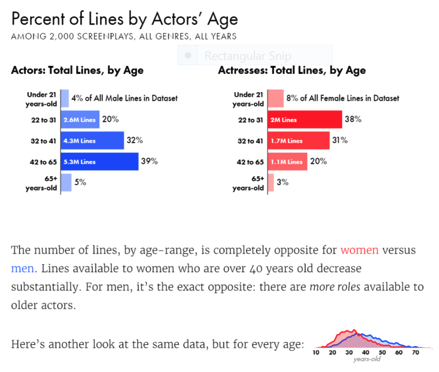 Percent of Lines by Actors' Age
AMONG 2,000 SCREENPLAYS, ALL GENRES, ALL YEARS
Rectangular Snip
Actors: Total Lines, by Age
Under 21 years-old 4% of All Male Lines in Dataset
22 to 31 2.6M Lines 20%
32 to 41 4.3M Lines 32%
42 to 65 5.3M Lines 39%
65+ years-old 5%
Actresses: Total Lines, by Age
Under 21 years-old 8% of All Female Lines in Dataset
22 to 31 2M Lines 38%
32 to 41 1.7M Lines 31%
42 to 65 1.1M Lines 20%
65+ years-old 3%
The number of lines, by age-range, is completely opposite for women versus
men. Lines available to women who are over 40 years old decrease
substantially. For men, it's the exact opposite: there are more roles available to
older actors.
Here's another look at the same data, but for every age:
10 20 30 40 50 60 70
years-old